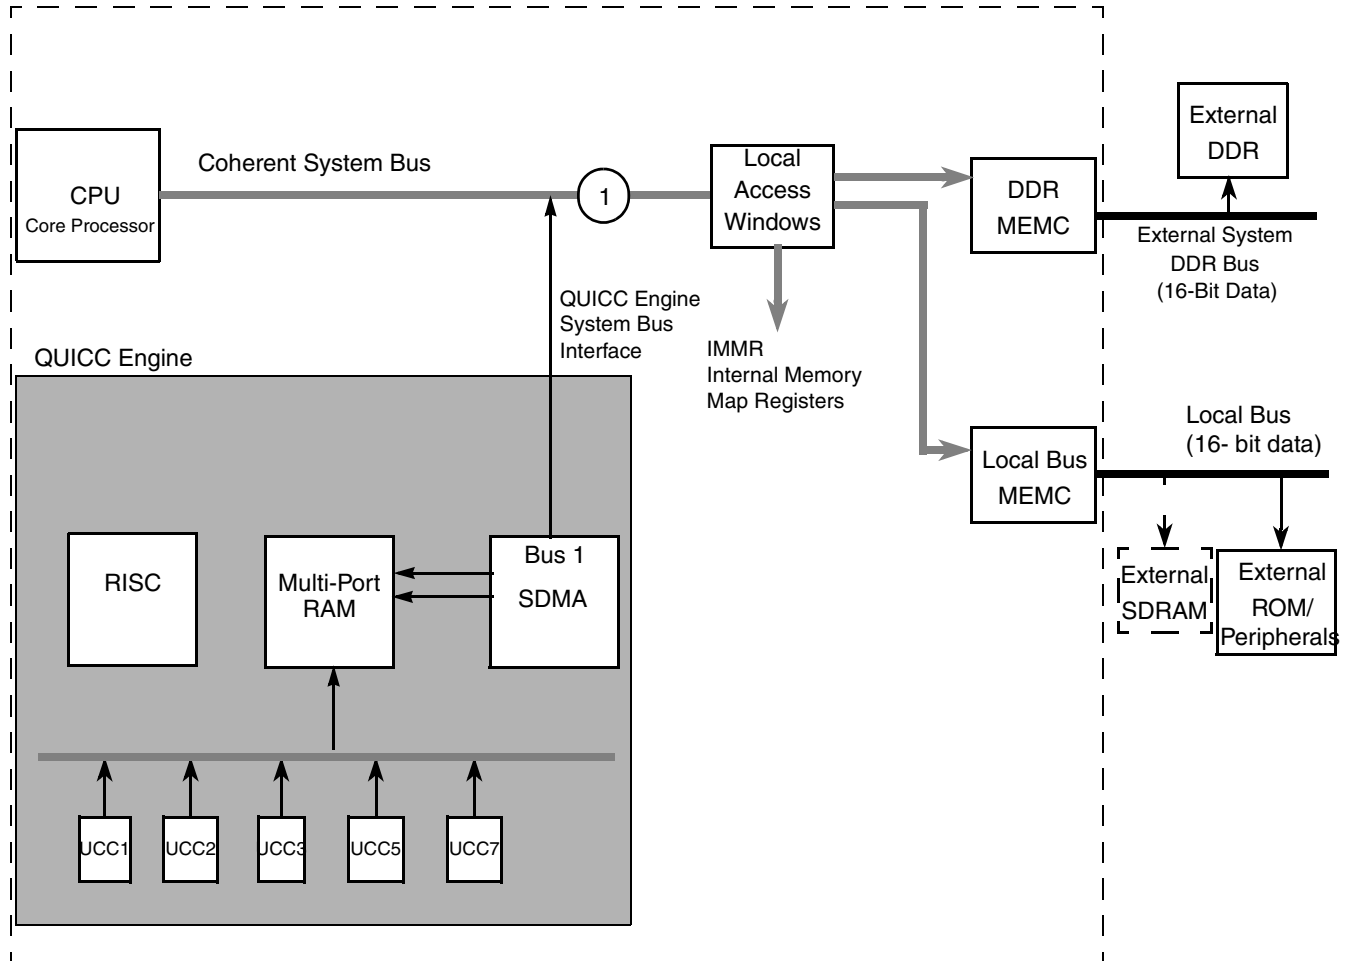 External
DDR
Coherent System Bus
CPU
Core Processor
1
Local
Access
Windows
DDR
MEMC
External System
DDR Bus
(16-Bit Data)
QUICC Engine
System Bus
Interface
IMMR
Internal Memory
Map Registers
QUICC Engine
Local Bus
(16- bit data)
Local Bus
MEMC
RISC
Multi-Port
RAM
Bus 1
SDMA
External
SDRAM
External
ROM/
Peripherals
UCC1
UCC2
UCC3
UCC5
UCC7